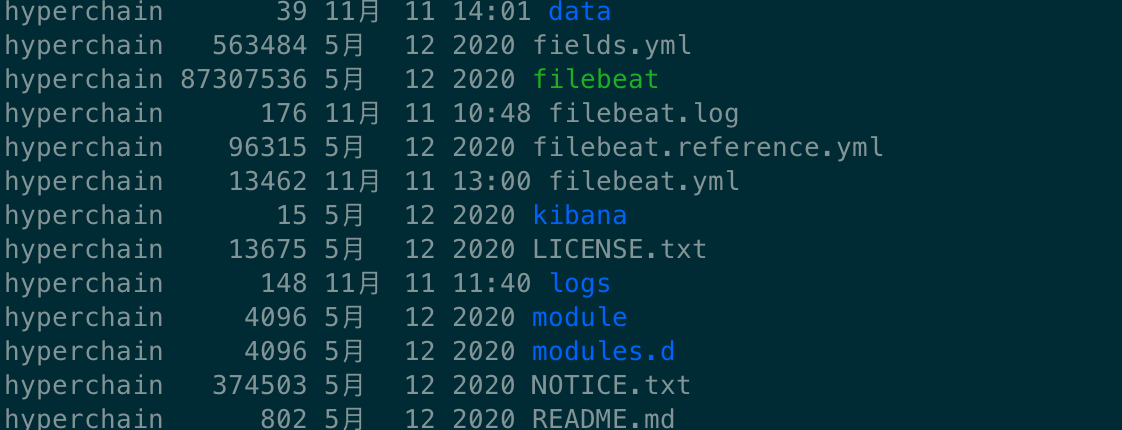 hyperchain       39 11月  11 14:01 data
hyperchain   563484 5月   12 2020 fields.yml
hyperchain 87307536 5月   12 2020 filebeat
hyperchain      176 11月  11 10:48 filebeat.log
hyperchain    96315 5月   12 2020 filebeat.reference.yml
hyperchain    13462 11月  11 13:00 filebeat.yml
hyperchain       15 5月   12 2020 kibana
hyperchain    13675 5月   12 2020 LICENSE.txt
hyperchain      148 11月  11 11:40 logs
hyperchain     4096 5月   12 2020 module
hyperchain     4096 5月   12 2020 modules.d
hyperchain   374503 5月   12 2020 NOTICE.txt
hyperchain      802 5月   12 2020 README.md